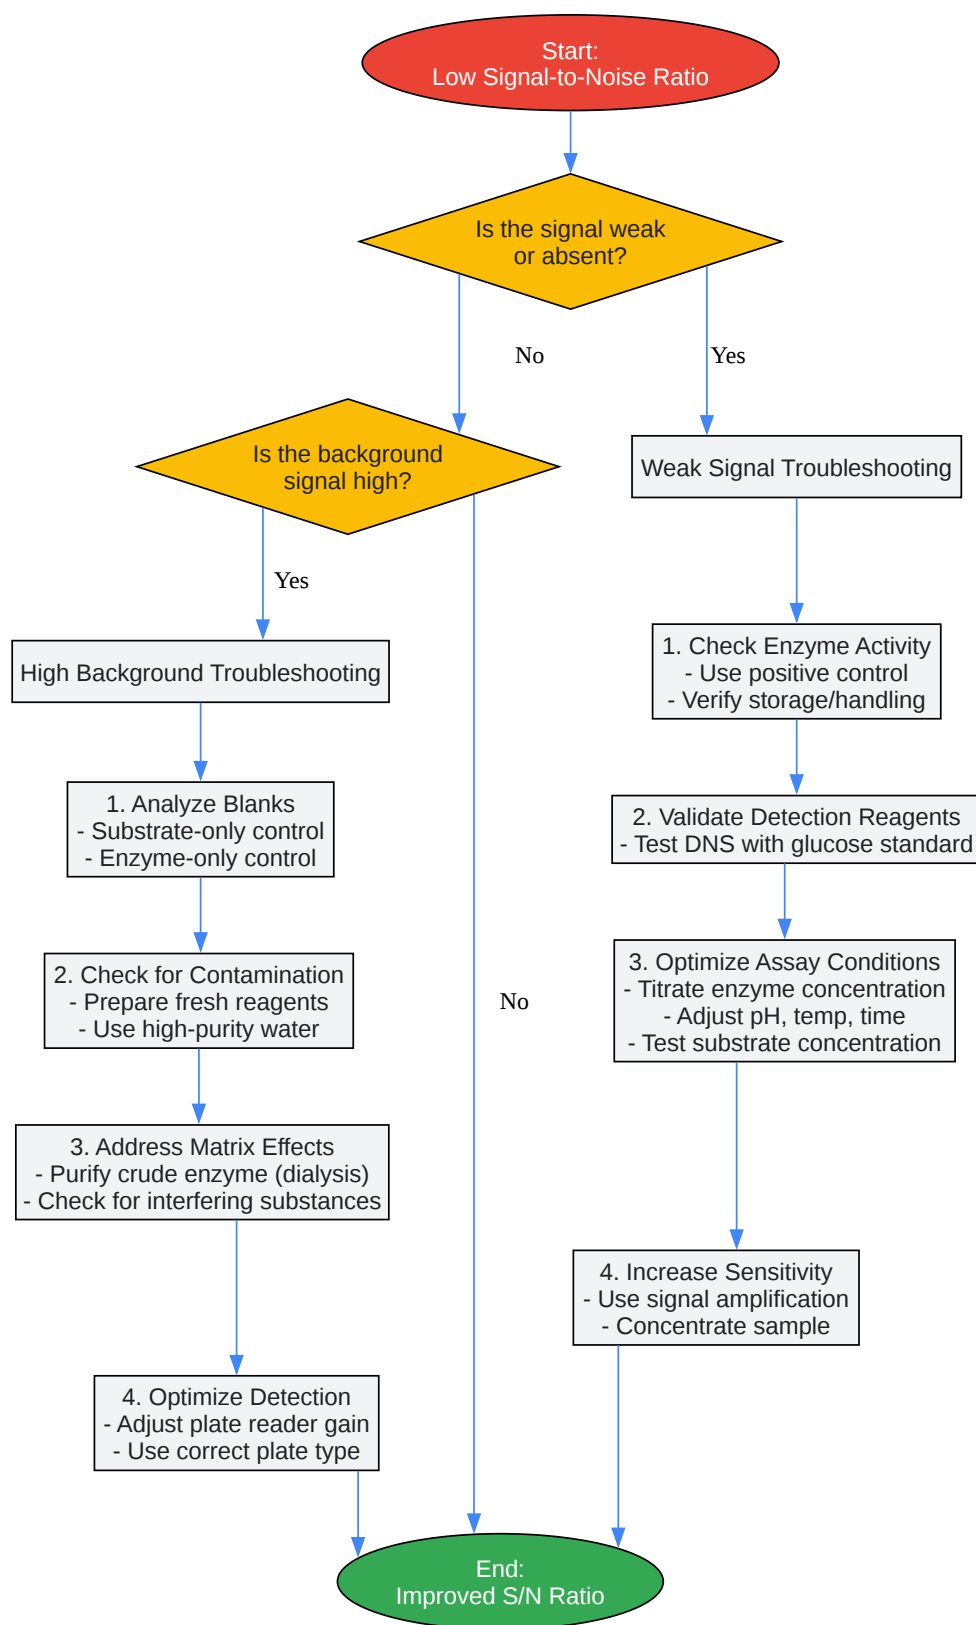 Start:
Low Signal-to-Noise Ratio
Is the signal weak
or absent?
No
Yes
Is the background
signal high?
Weak Signal Troubleshooting
Yes
High Background Troubleshooting
1. Check Enzyme Activity
- Use positive control
- Verify storage/handling
1. Analyze Blanks
- Substrate-only control
- Enzyme-only control
2. Validate Detection Reagents
- Test DNS with glucose standard
2. Check for Contamination
- Prepare fresh reagents
- Use high-purity water
No
3. Optimize Assay Conditions
- Titrate enzyme concentration
- Adjust pH, temp, time
- Test substrate concentration
3. Address Matrix Effects
- Purify crude enzyme (dialysis)
- Check for interfering substances
4. Increase Sensitivity
- Use signal amplification
- Concentrate sample
4. Optimize Detection
- Adjust plate reader gain
- Use correct plate type
End:
Improved S/N Ratio